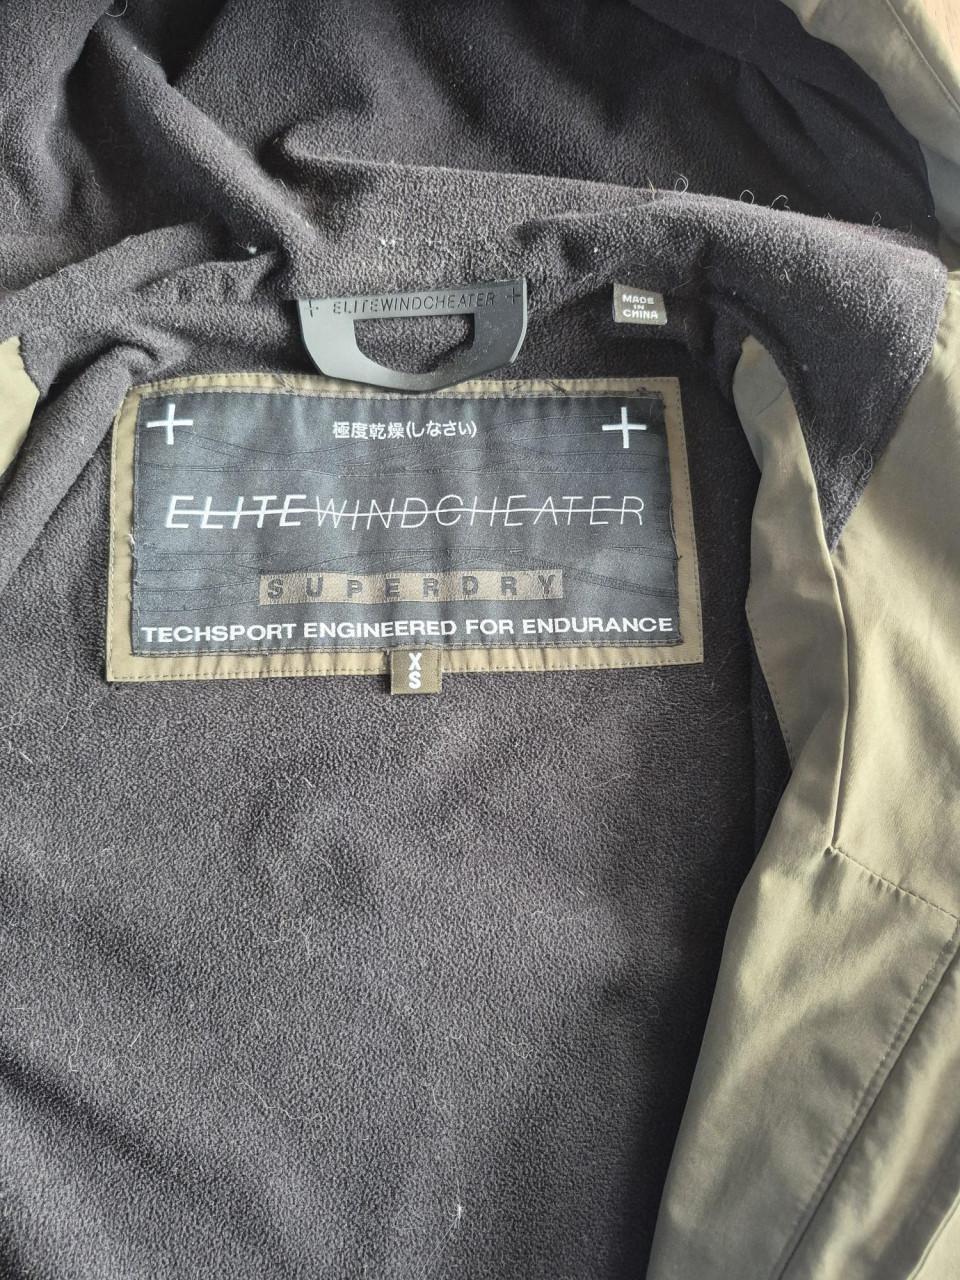 + ELITEWINDCHEATER +
MADE
IN
CHINA
極度乾燥(しなさい)
ELITEWINDCHEATER
SUPERDRY
TECHSPORT ENGINEERED FOR ENDURANCE
XS